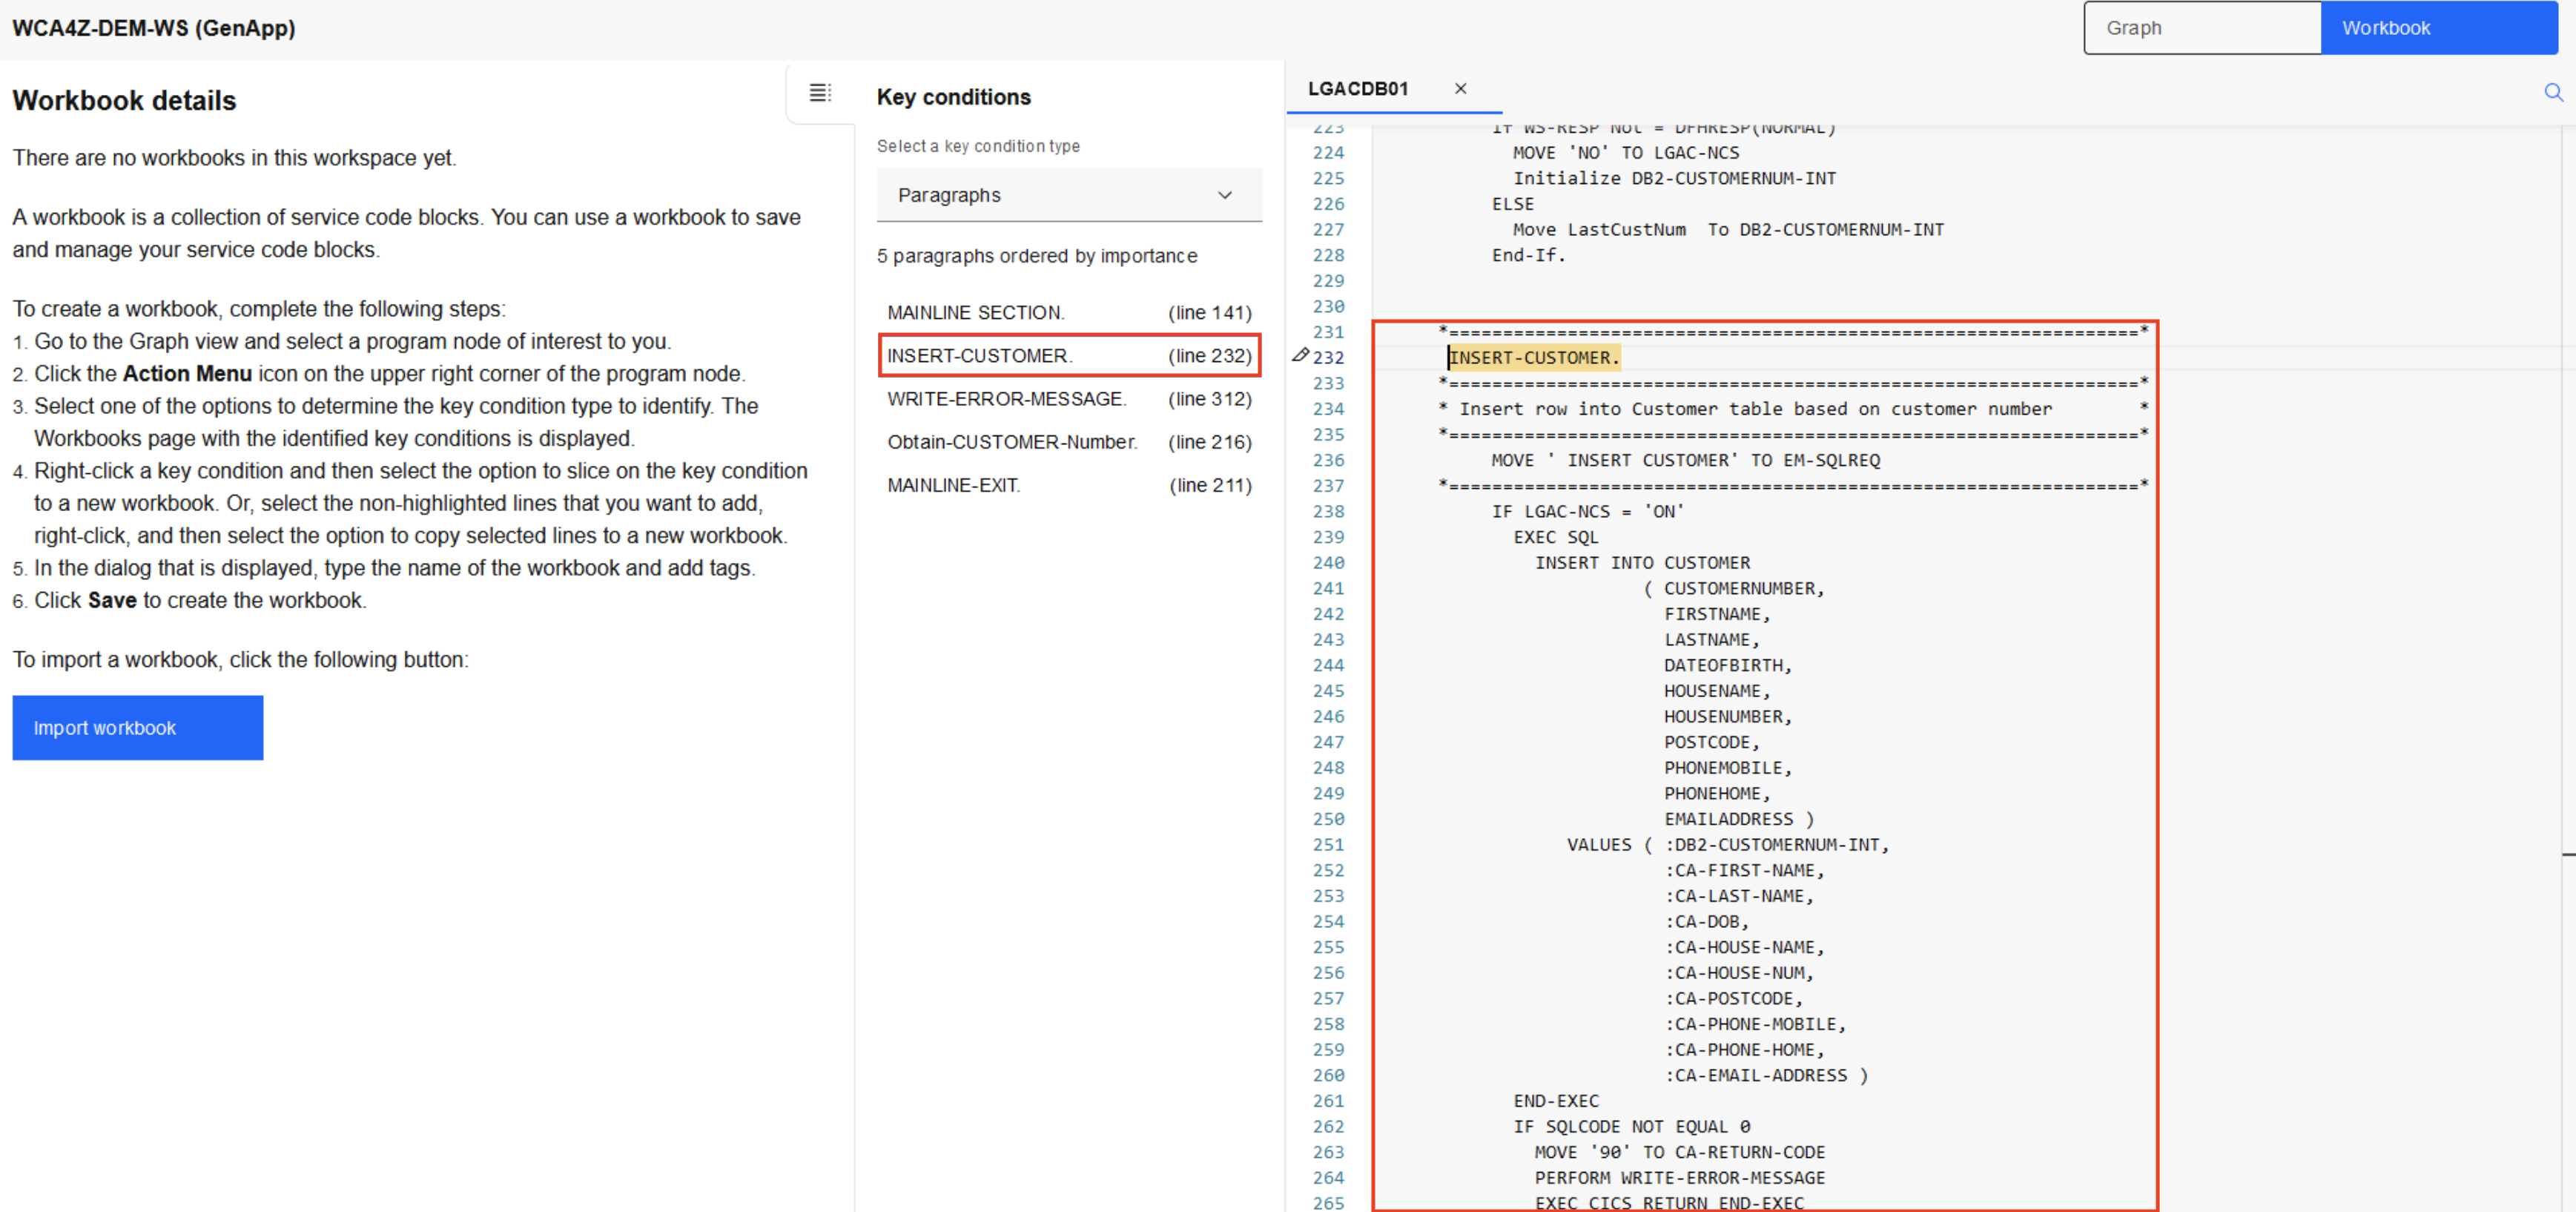 WCA4Z-DEM-WS (GenApp)
Graph
Workbook
Workbook details
There are no workbooks in this workspace yet.
A workbook is a collection of service code blocks. You can use a workbook to save
and manage your service code blocks.
To create a workbook, complete the following steps:
1. Go to the Graph view and select a program node of interest to you.
2. Click the Action Menu icon on the upper right corner of the program node.
3. Select one of the options to determine the key condition type to identify. The
Workbooks page with the identified key conditions is displayed.
4. Right-click a key condition and then select the option to slice on the key condition
to a new workbook. Or, select the non-highlighted lines that you want to add,
right-click, and then select the option to copy selected lines to a new workbook.
5. In the dialog that is displayed, type the name of the workbook and add tags.
6. Click Save to create the workbook.
To import a workbook, click the following button:
Import workbook
Key conditions
Select a key condition type
Paragraphs
5 paragraphs ordered by importance
MAINLINE SECTION. (line 141)
INSERT-CUSTOMER. (line 232)
WRITE-ERROR-MESSAGE. (line 312)
Obtain-CUSTOMER-Number. (line 216)
MAINLINE-EXIT. (line 211)
LGACDB01
223 If WS-RESP Not = DFHRESP(NORMAL)
224 MOVE 'NO' TO LGAC-NCS
225 Initialize DB2-CUSTOMERNUM-INT
226 ELSE
227 Move LastCustNum  To DB2-CUSTOMERNUM-INT
228 End-If.
229
230
231 *================================================================*
232 INSERT-CUSTOMER.
233 *================================================================*
234 * Insert row into Customer table based on customer number *
235 *================================================================*
236 MOVE ' INSERT CUSTOMER' TO EM-SQLREQ
237 *================================================================*
238 IF LGAC-NCS = 'ON'
239 EXEC SQL
240 INSERT INTO CUSTOMER
241 ( CUSTOMERNUMBER,
242 FIRSTNAME,
243 LASTNAME,
244 DATEOFBIRTH,
245 HOUSENAME,
246 HOUSENUMBER,
247 POSTCODE,
248 PHONEMOBILE,
249 PHONEHOME,
250 EMAILADDRESS )
251 VALUES ( :DB2-CUSTOMERNUM-INT,
252 :CA-FIRST-NAME,
253 :CA-LAST-NAME,
254 :CA-DOB,
255 :CA-HOUSE-NAME,
256 :CA-HOUSE-NUM,
257 :CA-POSTCODE,
258 :CA-PHONE-MOBILE,
259 :CA-PHONE-HOME,
260 :CA-EMAIL-ADDRESS )
261 END-EXEC
262 IF SQLCODE NOT EQUAL 0
263 MOVE '90' TO CA-RETURN-CODE
264 PERFORM WRITE-ERROR-MESSAGE
265 EXEC CICS RETURN END-EXEC